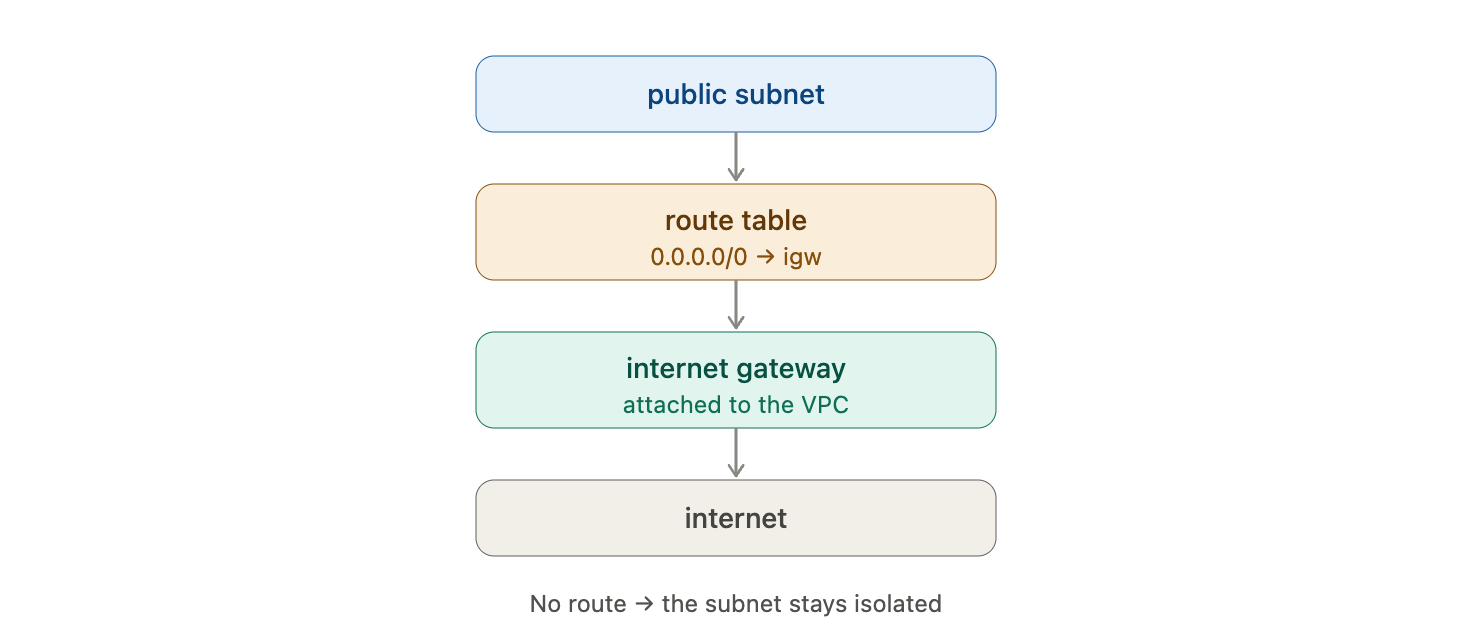 public subnet
route table
0.0.0.0/0 → igw
internet gateway
attached to the VPC
internet
No route → the subnet stays isolated